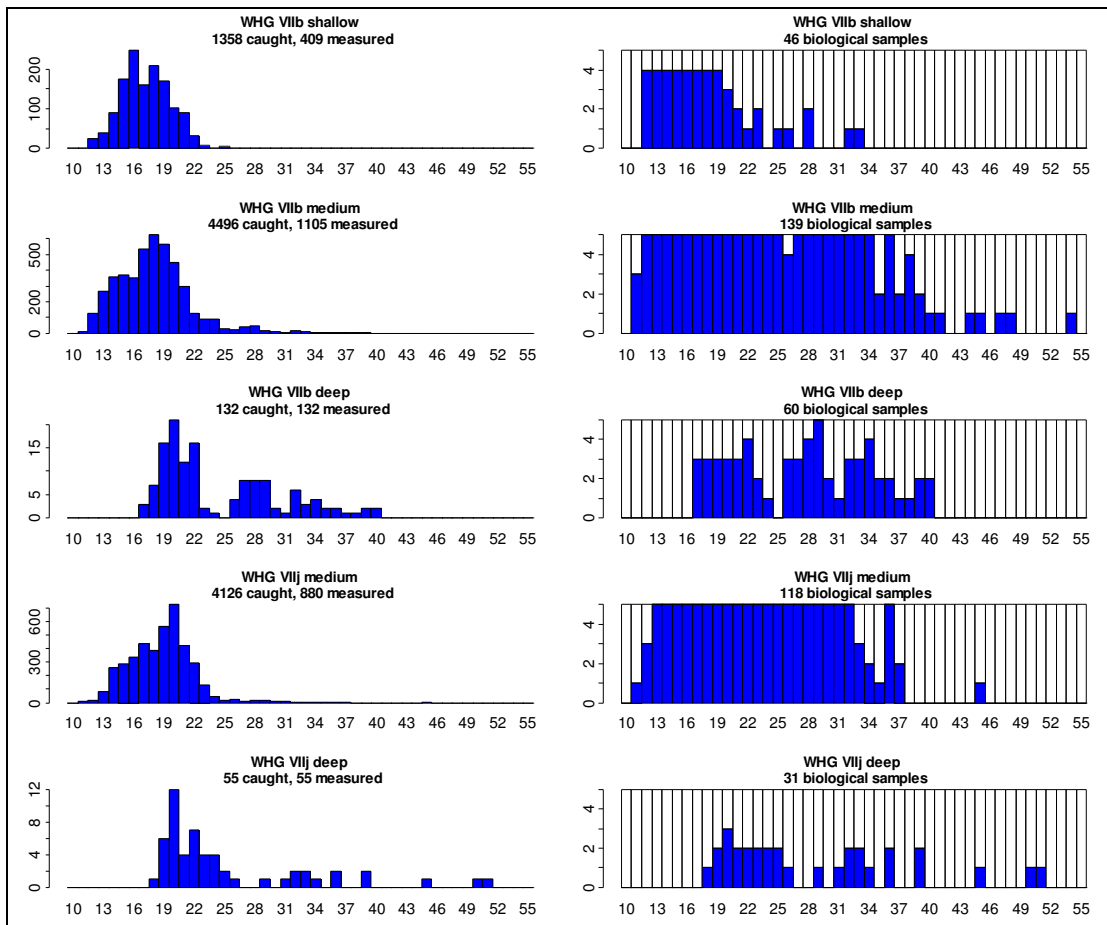 WHG VIIb shallow
1358 caught, 409 measured
200
100
0
10 13 16 19 22 25 28 31 34 37 40 43 46 49 52 55
WHG VIIb shallow
46 biological samples
4
2
0
10 13 16 19 22 25 28 31 34 37 40 43 46 49 52 55
WHG VIIb medium
4496 caught, 1105 measured
500
200
0
10 13 16 19 22 25 28 31 34 37 40 43 46 49 52 55
WHG VIIb medium
139 biological samples
4
2
0
10 13 16 19 22 25 28 31 34 37 40 43 46 49 52 55
WHG VIIb deep
132 caught, 132 measured
15
5
0
10 13 16 19 22 25 28 31 34 37 40 43 46 49 52 55
WHG VIIb deep
60 biological samples
4
2
0
10 13 16 19 22 25 28 31 34 37 40 43 46 49 52 55
WHG VIIj medium
4126 caught, 880 measured
600
300
0
10 13 16 19 22 25 28 31 34 37 40 43 46 49 52 55
WHG VIIj medium
118 biological samples
4
2
0
10 13 16 19 22 25 28 31 34 37 40 43 46 49 52 55
WHG VIIj deep
55 caught, 55 measured
12
8
4
0
10 13 16 19 22 25 28 31 34 37 40 43 46 49 52 55
WHG VIIj deep
31 biological samples
4
2
0
10 13 16 19 22 25 28 31 34 37 40 43 46 49 52 55